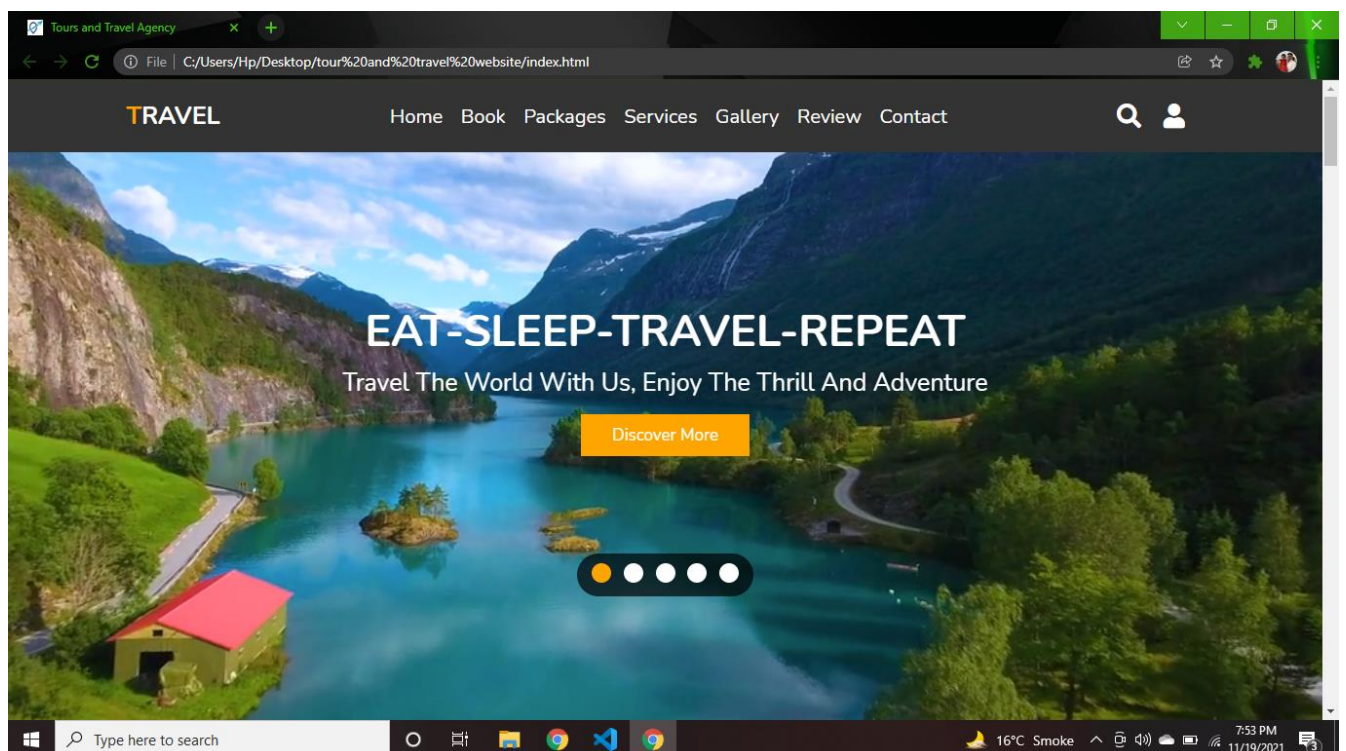 Tours and Travel Agency
File | C:/Users/Hp/Desktop/tour%20and%20travel%20website/index.html
TRAVEL
Home Book Packages Services Gallery Review Contact
EAT-SLEEP-TRAVEL-REPEAT
Travel The World With Us, Enjoy The Thrill And Adventure
Discover More
Type here to search
16°C Smoke
7:53 PM
11/19/2021
3